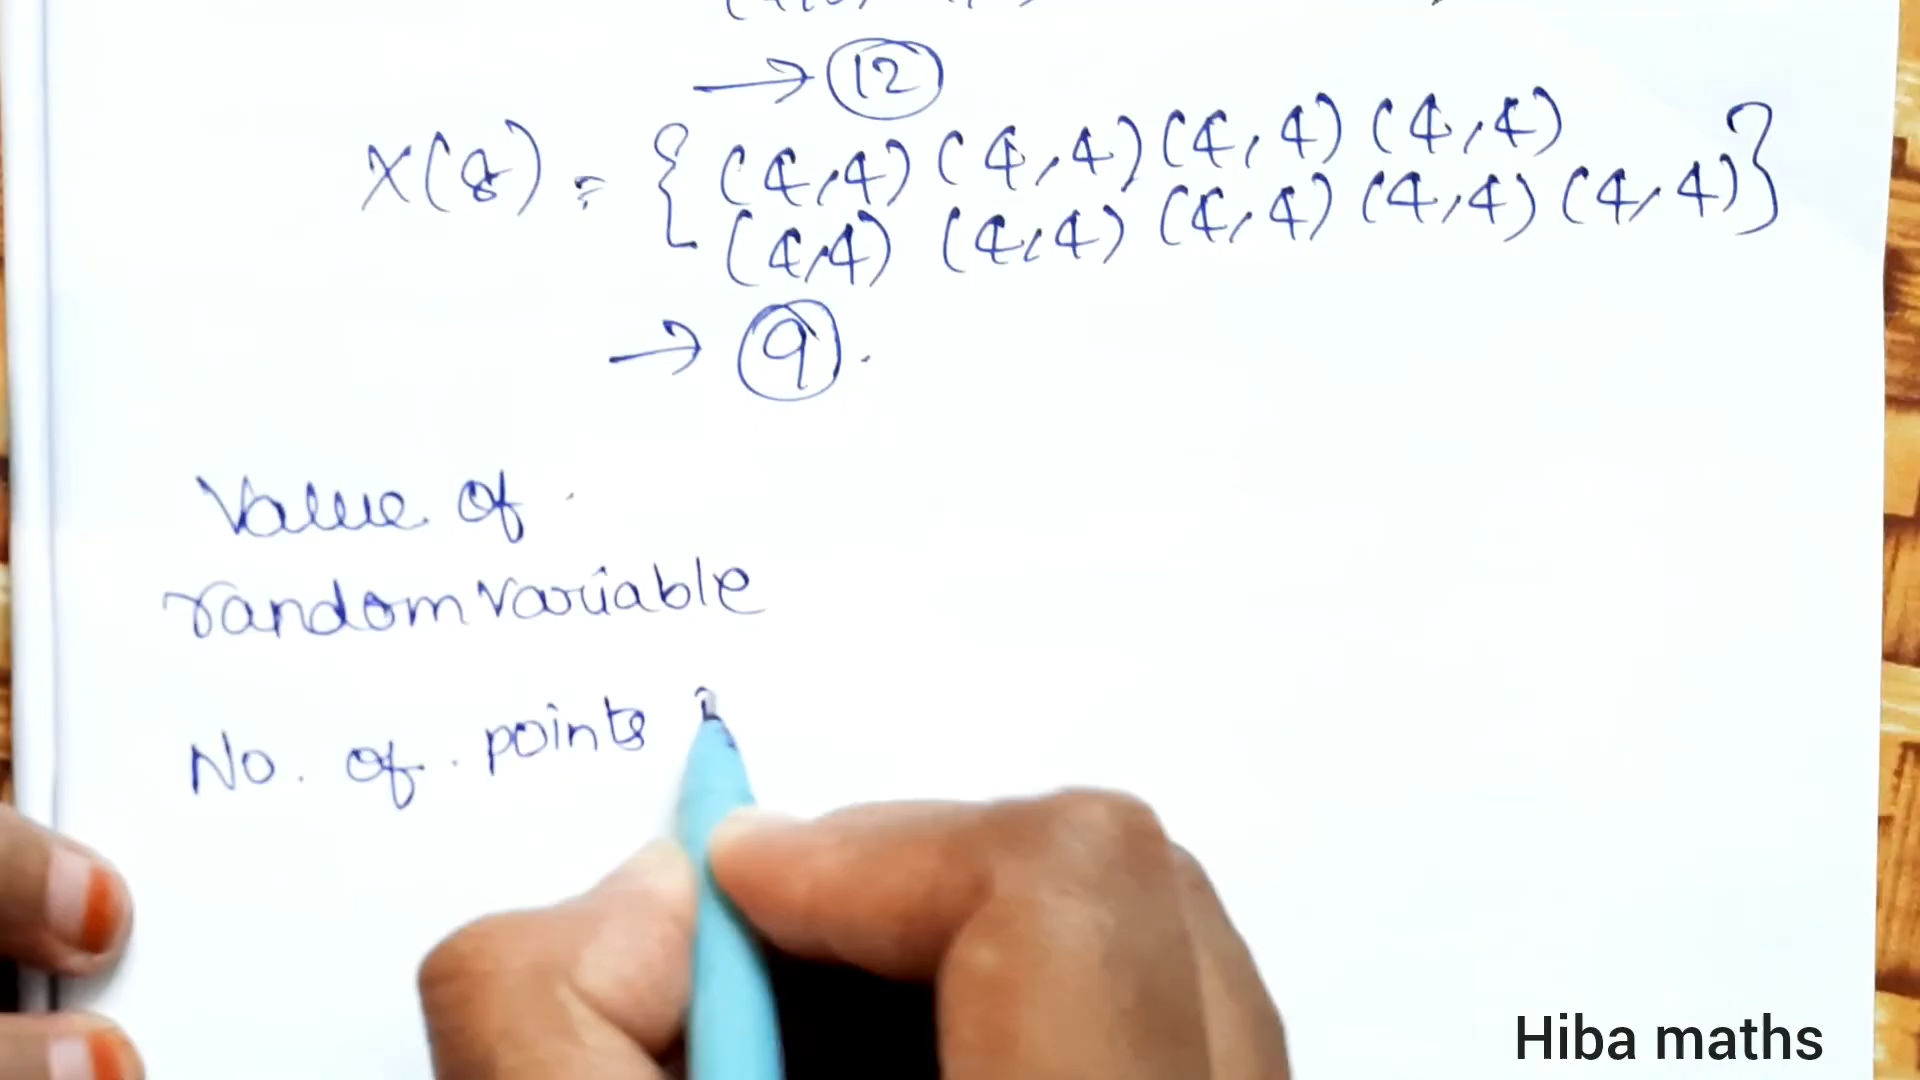 → 12
X(8) = { (4,4) (4,4) (4,4) (4,4)
(4,4) (4,4) (4,4) (4,4) (4,4) }
→ 9.
Value of
random variable
No. of. points
Hiba maths